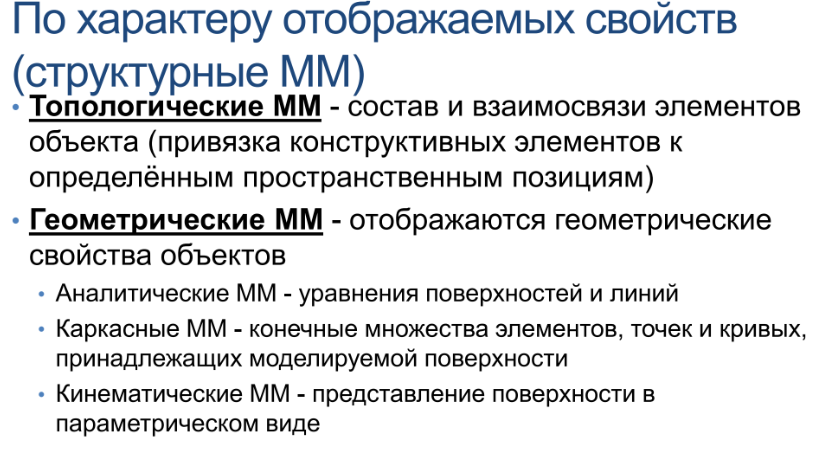 По характеру отображаемых свойств
(структурные ММ)
• Топологические ММ - состав и взаимосвязи элементов
объекта (привязка конструктивных элементов к
определённым пространственным позициям)
• Геометрические ММ - отображаются геометрические
свойства объектов
• Аналитические ММ - уравнения поверхностей и линий
• Каркасные ММ - конечные множества элементов, точек и кривых,
принадлежащих моделируемой поверхности
• Кинематические ММ - представление поверхности в
параметрическом виде